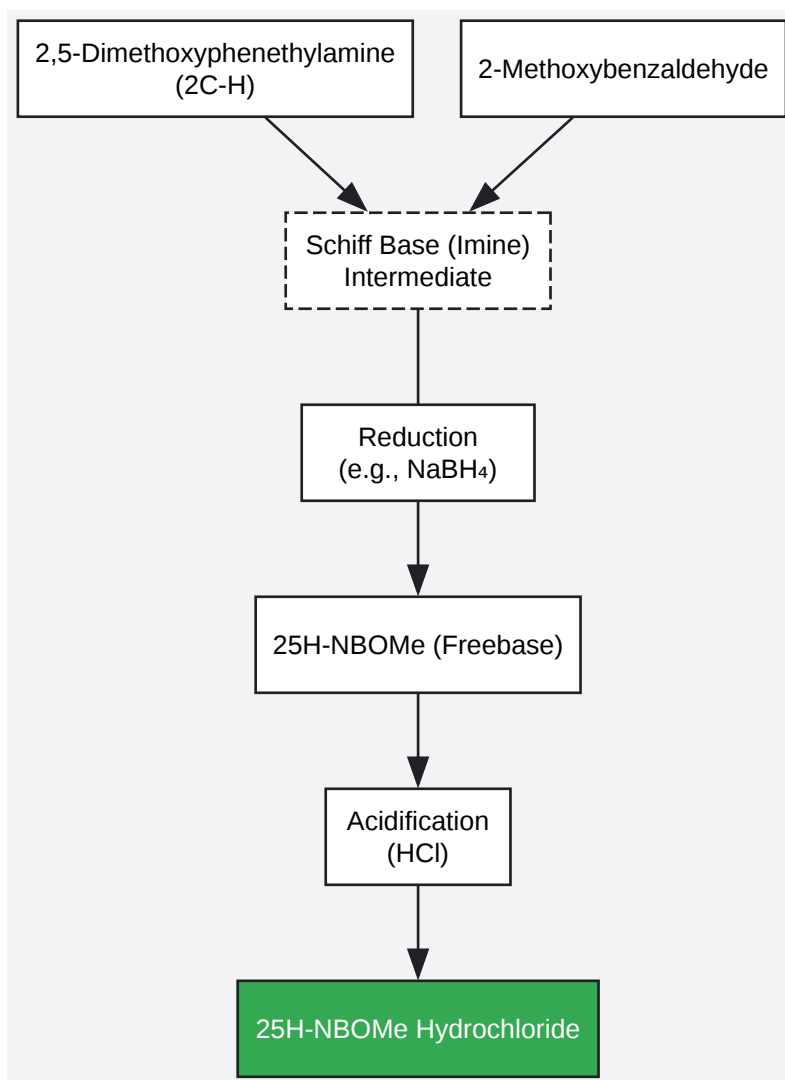 2,5-Dimethoxyphenethylamine
(2C-H)
2-Methoxybenzaldehyde
Schiff Base (Imine)
Intermediate
Reduction
(e.g., NaBH₄)
25H-NBOMe (Freebase)
Acidification
(HCl)
25H-NBOMe Hydrochloride